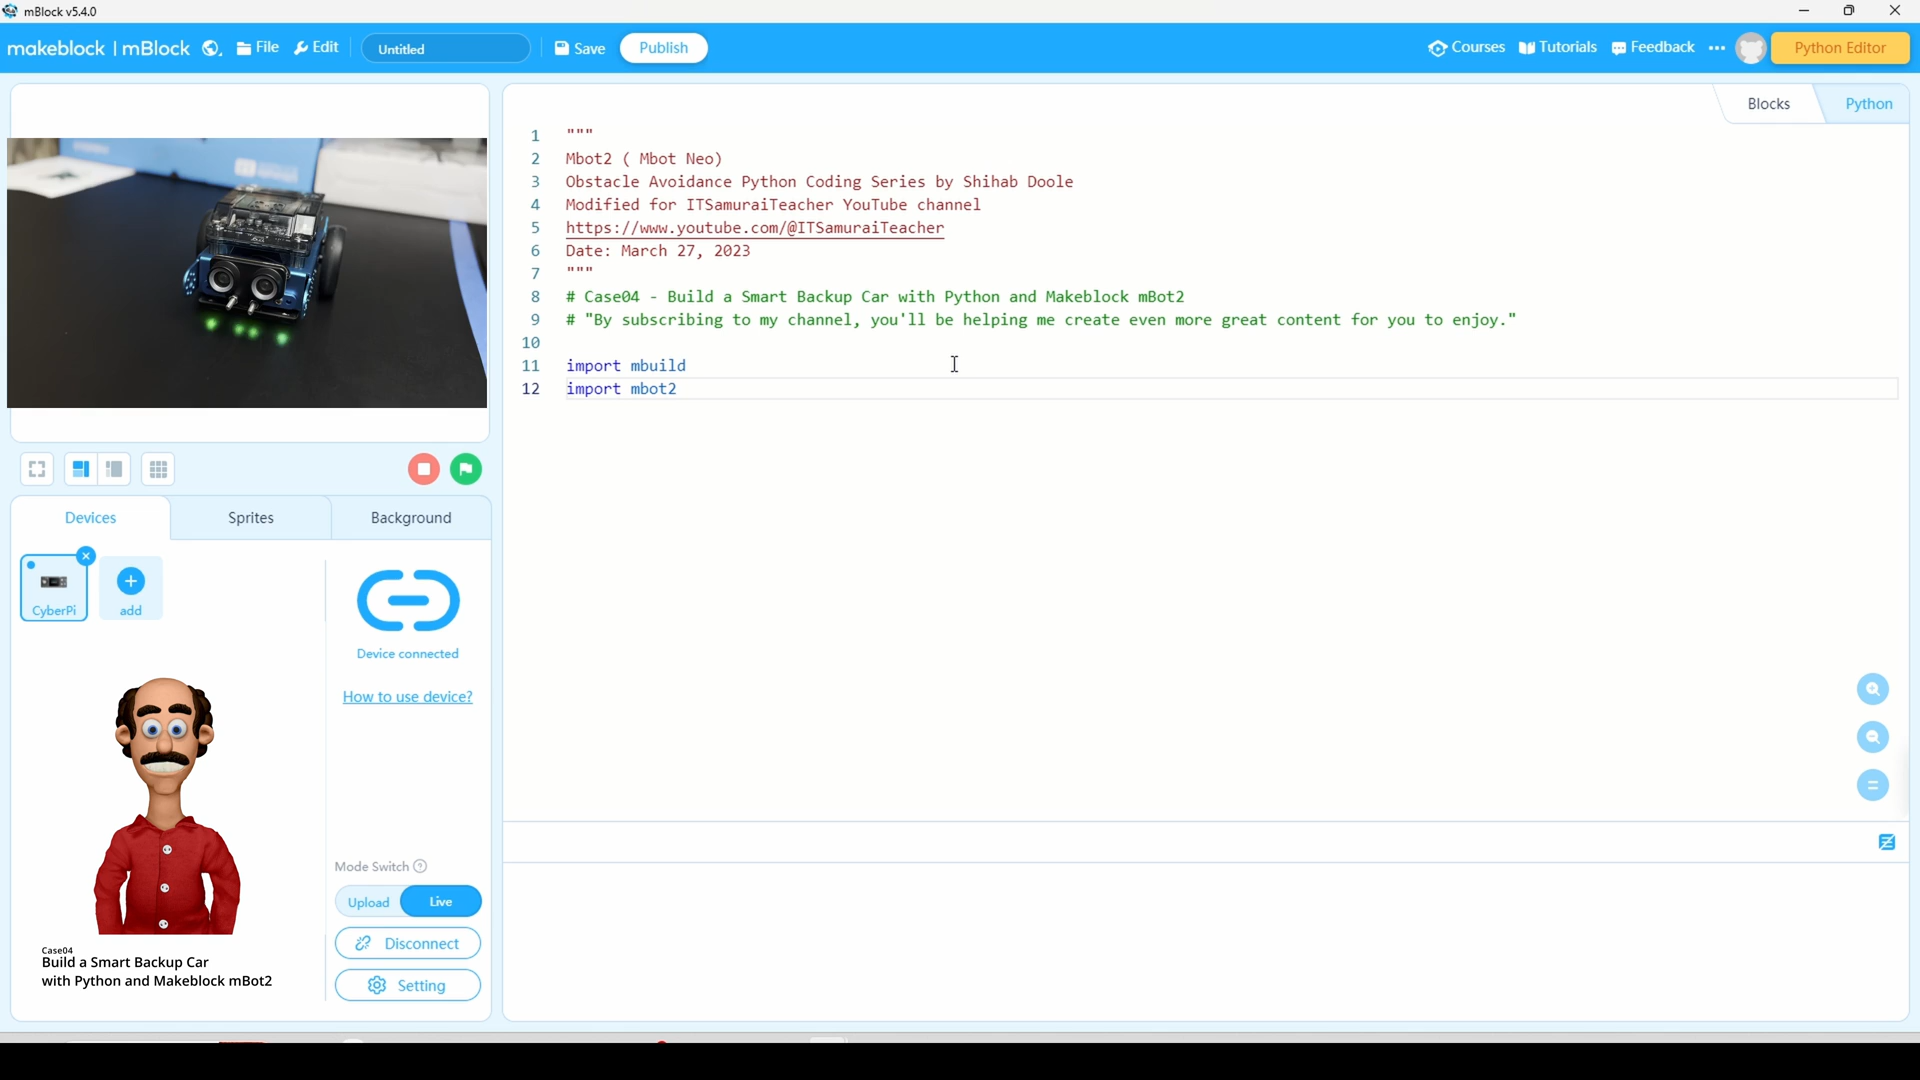 mBlock v5.4.0
makeblock | mBlock
File
Edit
Untitled
Save
Publish
Courses
Tutorials
Feedback
Python Editor
Blocks
Python
1 """
2 Mbot2 ( Mbot Neo)
3 Obstacle Avoidance Python Coding Series by Shihab Doole
4 Modified for ITSamuraiTeacher YouTube channel
5 https://www.youtube.com/@ITSamuraiTeacher
6 Date: March 27, 2023
7 """
8 # Case04 - Build a Smart Backup Car with Python and Makeblock mBot2
9 # "By subscribing to my channel, you'll be helping me create even more great content for you to enjoy."
10
11 import mbuild
12 import mbot2
Devices
Sprites
Background
CyberPi
add
Device connected
How to use device?
Mode Switch
Upload
Live
Disconnect
Setting
Case04
Build a Smart Backup Car
with Python and Makeblock mBot2